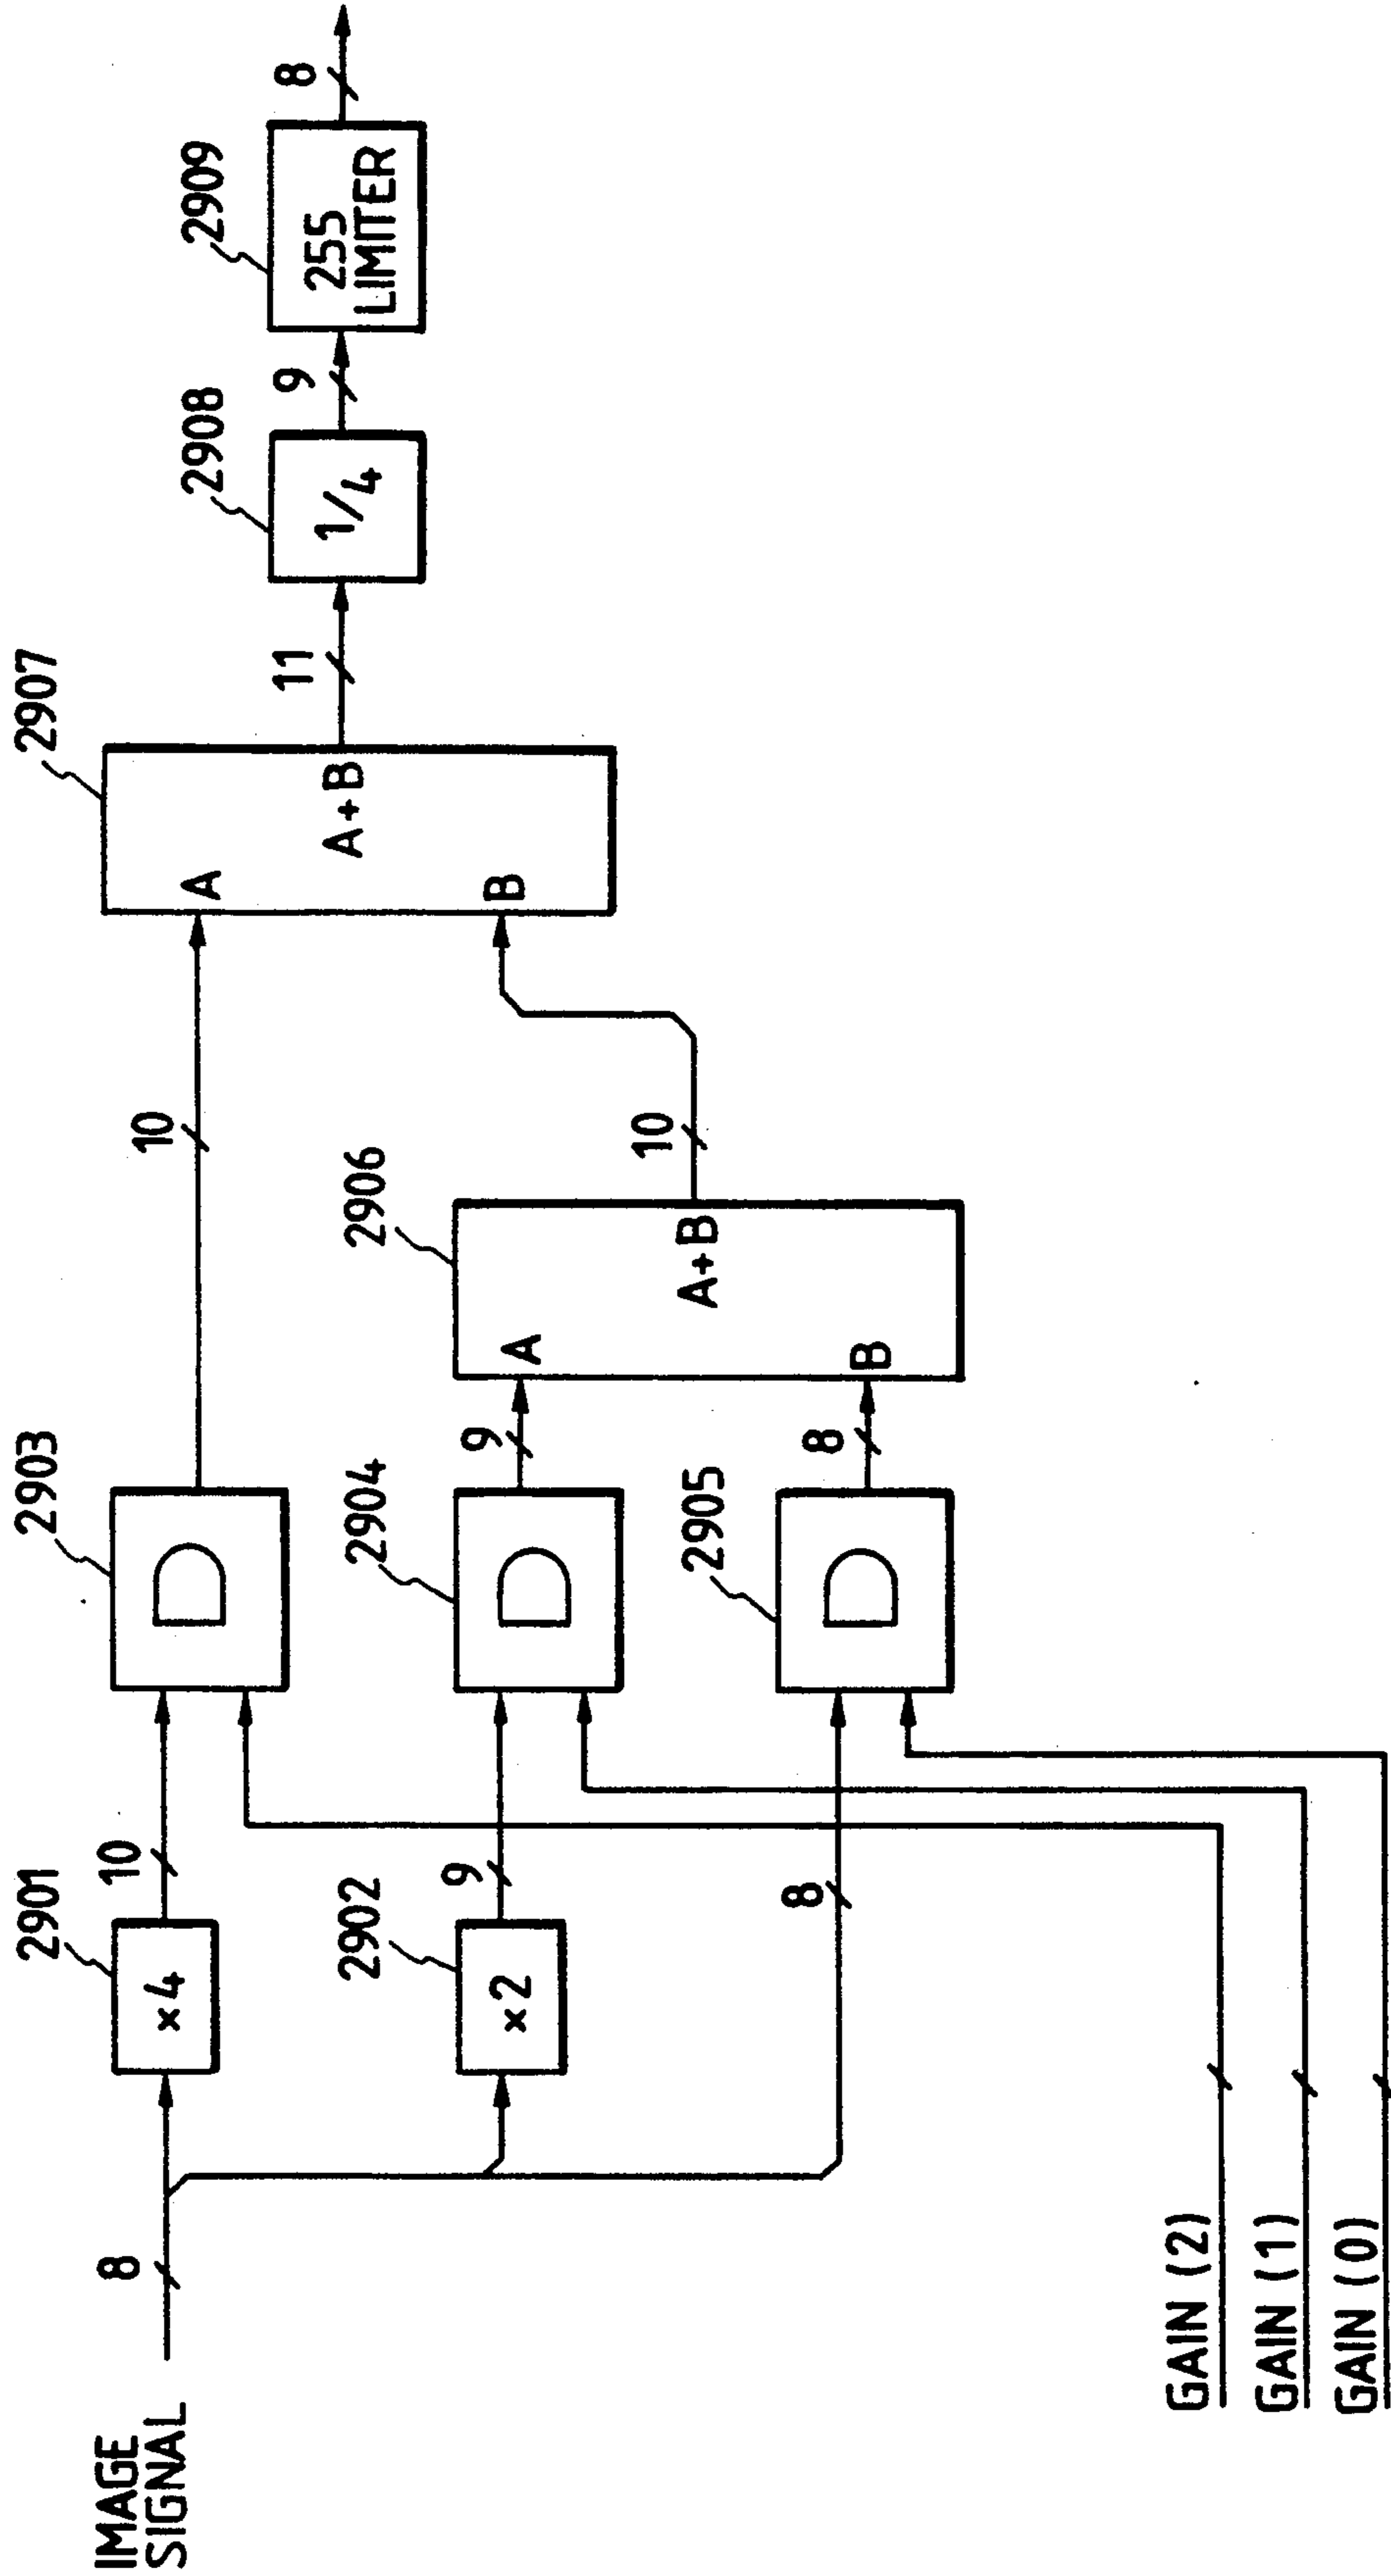 IMAGE
SIGNAL
8
2901
×4
10
2902
×2
9
8
GAIN (2)
GAIN (1)
GAIN (0)
2903
10
2904
9
2905
8
2906
A
B
A+B
10
2907
A
B
A+B
11
2908
1/4
9
2909
255
LIMITER
8